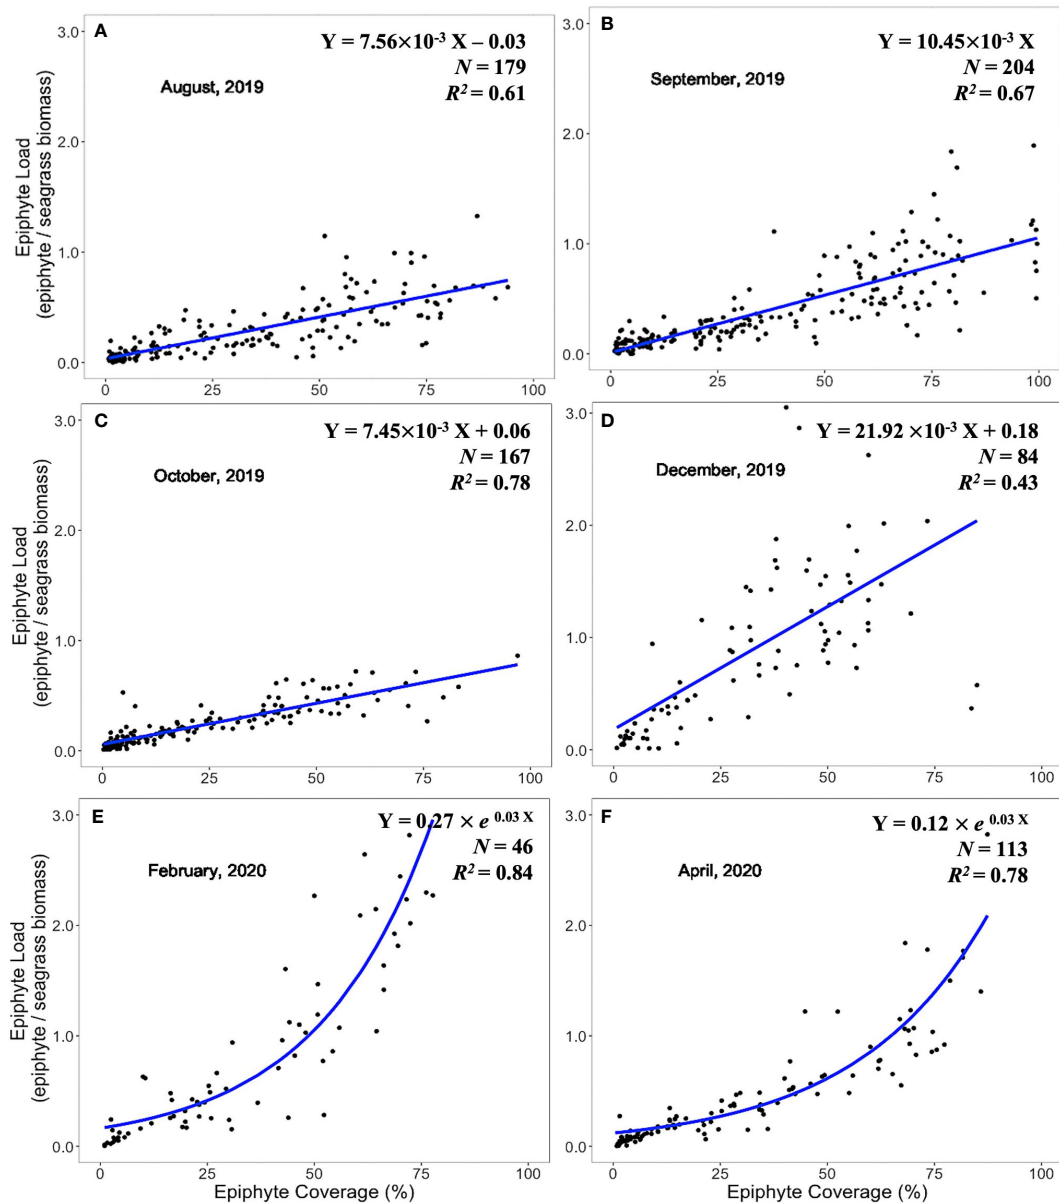 A
Y = 7.56×10⁻³ X – 0.03
N = 179
R² = 0.61
August, 2019
3.0
2.0
1.0
0.0
0 25 50 75 100
Epiphyte Load
(epiphyte / seagrass biomass)
B
Y = 10.45×10⁻³ X
N = 204
R² = 0.67
September, 2019
3.0
2.0
1.0
0.0
0 25 50 75 100
C
Y = 7.45×10⁻³ X + 0.06
N = 167
R² = 0.78
October, 2019
3.0
2.0
1.0
0.0
0 25 50 75 100
Epiphyte Load
(epiphyte / seagrass biomass)
D
Y = 21.92 ×10⁻³ X + 0.18
N = 84
R² = 0.43
December, 2019
3.0
2.0
1.0
0.0
0 25 50 75 100
E
Y = 0.27 × e 0.03 X
N = 46
R² = 0.84
February, 2020
3.0
2.0
1.0
0.0
0 25 50 75 100
Epiphyte Load
(epiphyte / seagrass biomass)
Epiphyte Coverage (%)
F
Y = 0.12 × e 0.03 X
N = 113
R² = 0.78
April, 2020
3.0
2.0
1.0
0.0
0 25 50 75 100
Epiphyte Coverage (%)